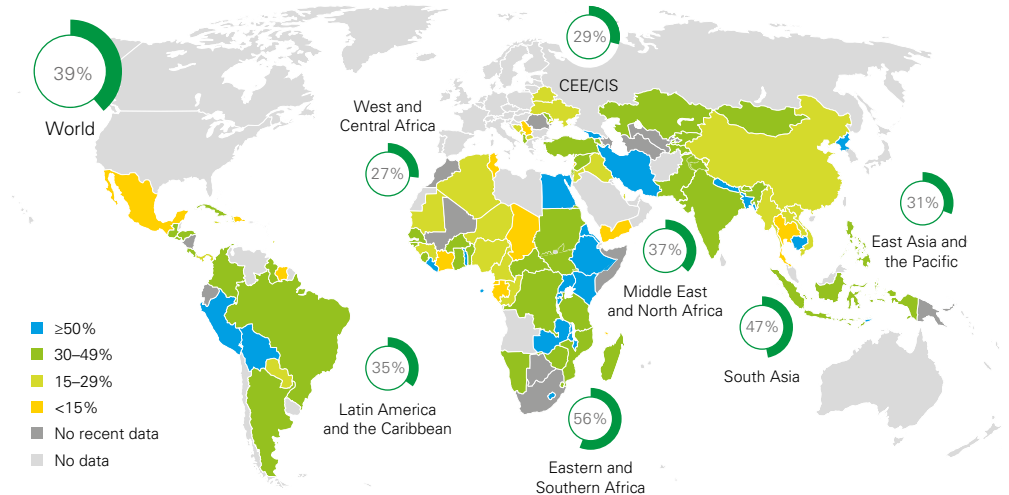 39%
World
29%
CEE/CIS
West and
Central Africa
27%
31%
East Asia and
the Pacific
37%
Middle East
and North Africa
47%
South Asia
35%
Latin America
and the Caribbean
56%
Eastern and
Southern Africa
≥50%
30–49%
15–29%
<15%
No recent data
No data